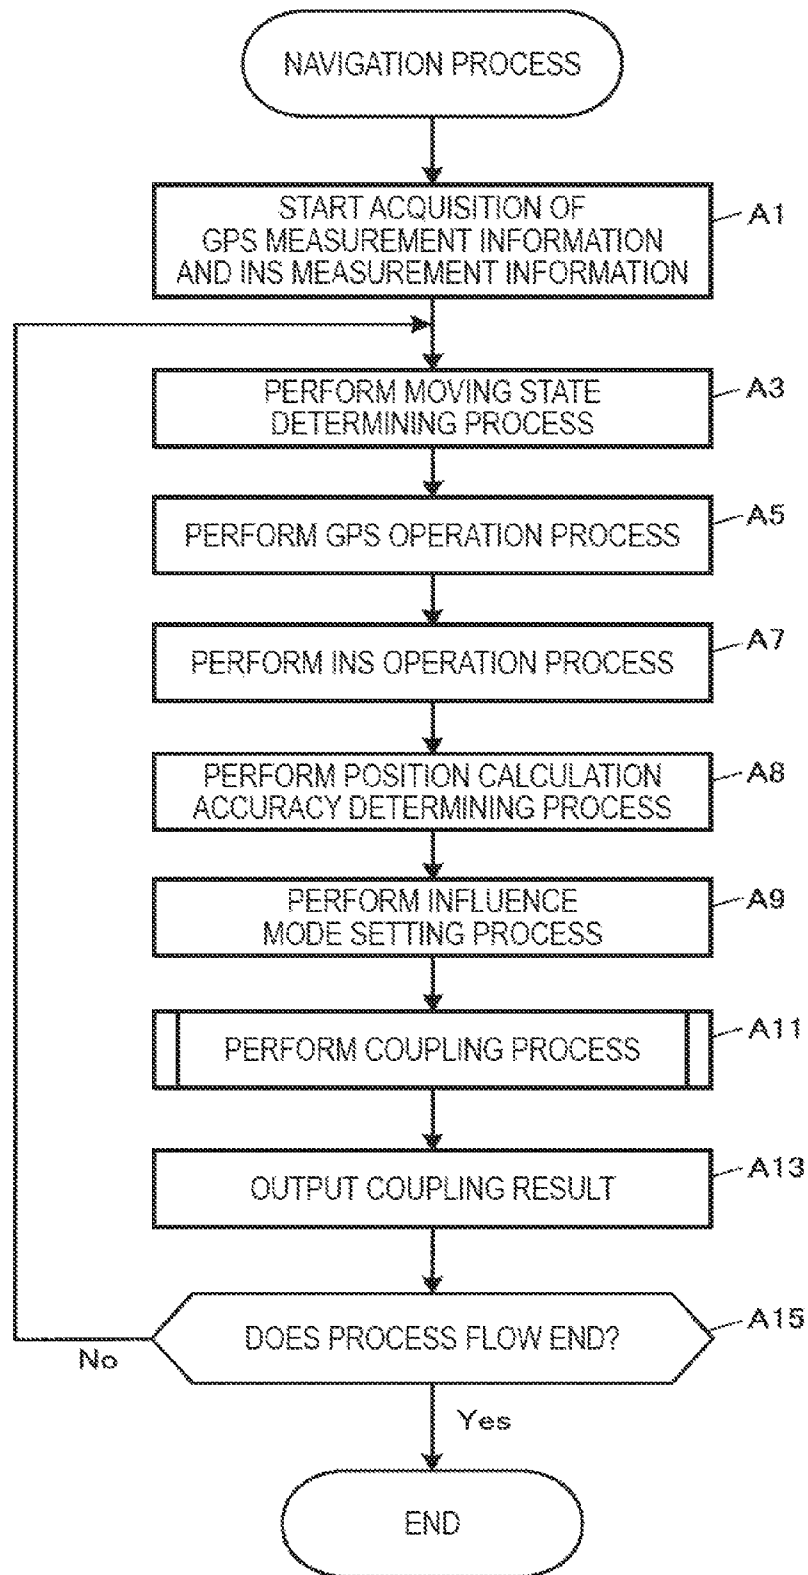 NAVIGATION PROCESS
START ACQUISITION OF
GPS MEASUREMENT INFORMATION
AND INS MEASUREMENT INFORMATION
A1
PERFORM MOVING STATE
DETERMINING PROCESS
A3
PERFORM GPS OPERATION PROCESS
A5
PERFORM INS OPERATION PROCESS
A7
PERFORM POSITION CALCULATION
ACCURACY DETERMINING PROCESS
A8
PERFORM INFLUENCE
MODE SETTING PROCESS
A9
PERFORM COUPLING PROCESS
A11
OUTPUT COUPLING RESULT
A13
DOES PROCESS FLOW END?
A15
No
Yes
END